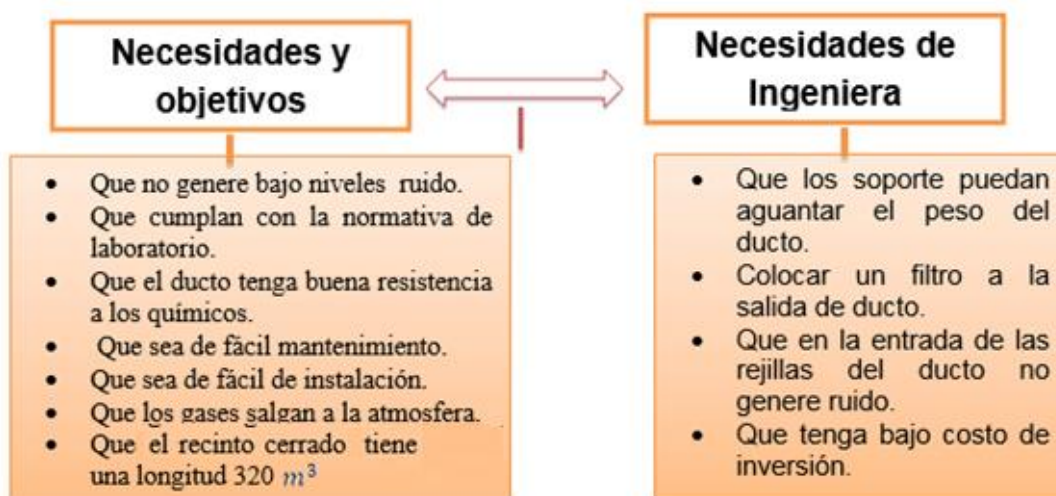 Necesidades y
objetivos
• Que no genere bajo niveles ruido.
• Que cumplan con la normativa de
laboratorio.
• Que el ducto tenga buena resistencia
a los químicos.
• Que sea de fácil mantenimiento.
• Que sea de fácil de instalación.
• Que los gases salgan a la atmosfera.
• Que el recinto cerrado tiene
una longitud 320 m³
Necesidades de
Ingeniera
• Que los soporte puedan
aguantar el peso del
ducto.
• Colocar un filtro a la
salida de ducto.
• Que en la entrada de las
rejillas del ducto no
genere ruido.
• Que tenga bajo costo de
inversión.